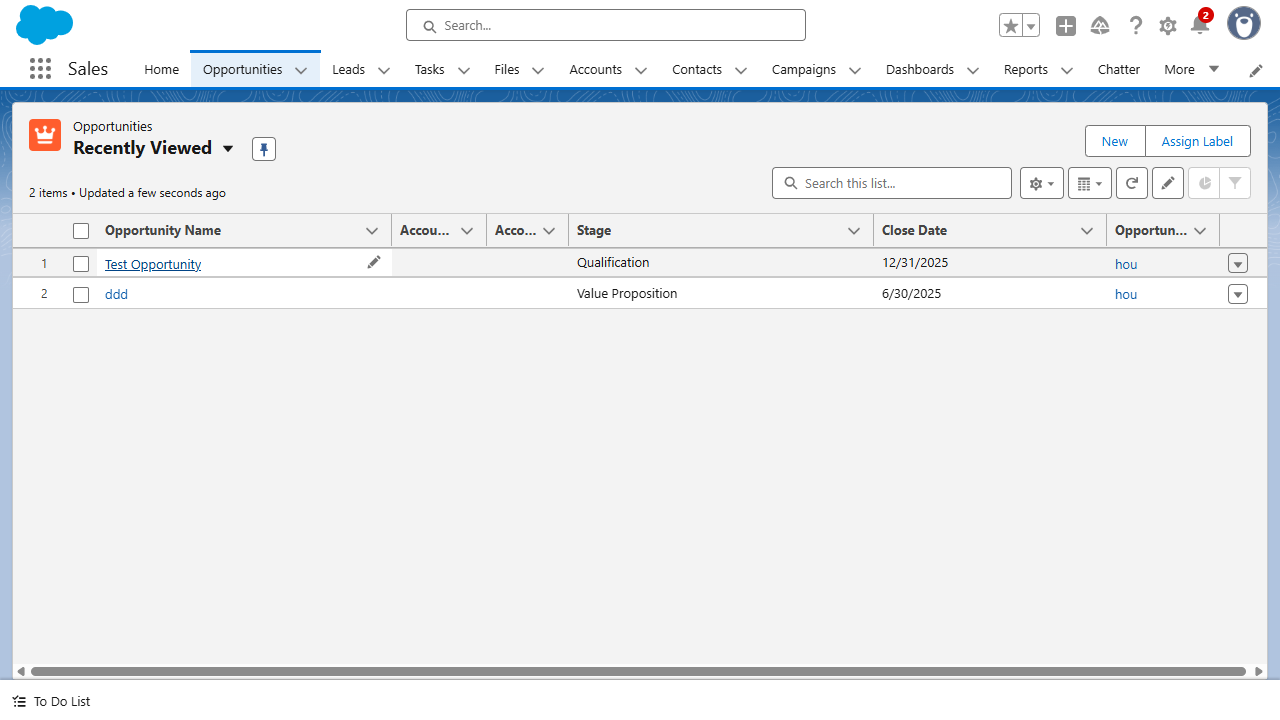 Search...
2
Sales
Home
Opportunities
Leads
Tasks
Files
Accounts
Contacts
Campaigns
Dashboards
Reports
Chatter
More
Opportunities
Recently Viewed
New
Assign Label
2 items • Updated a few seconds ago
Search this list...
Opportunity Name
Accou...
Acco...
Stage
Close Date
Opportun...
1
Test Opportunity
Qualification
12/31/2025
hou
2
ddd
Value Proposition
6/30/2025
hou
To Do List